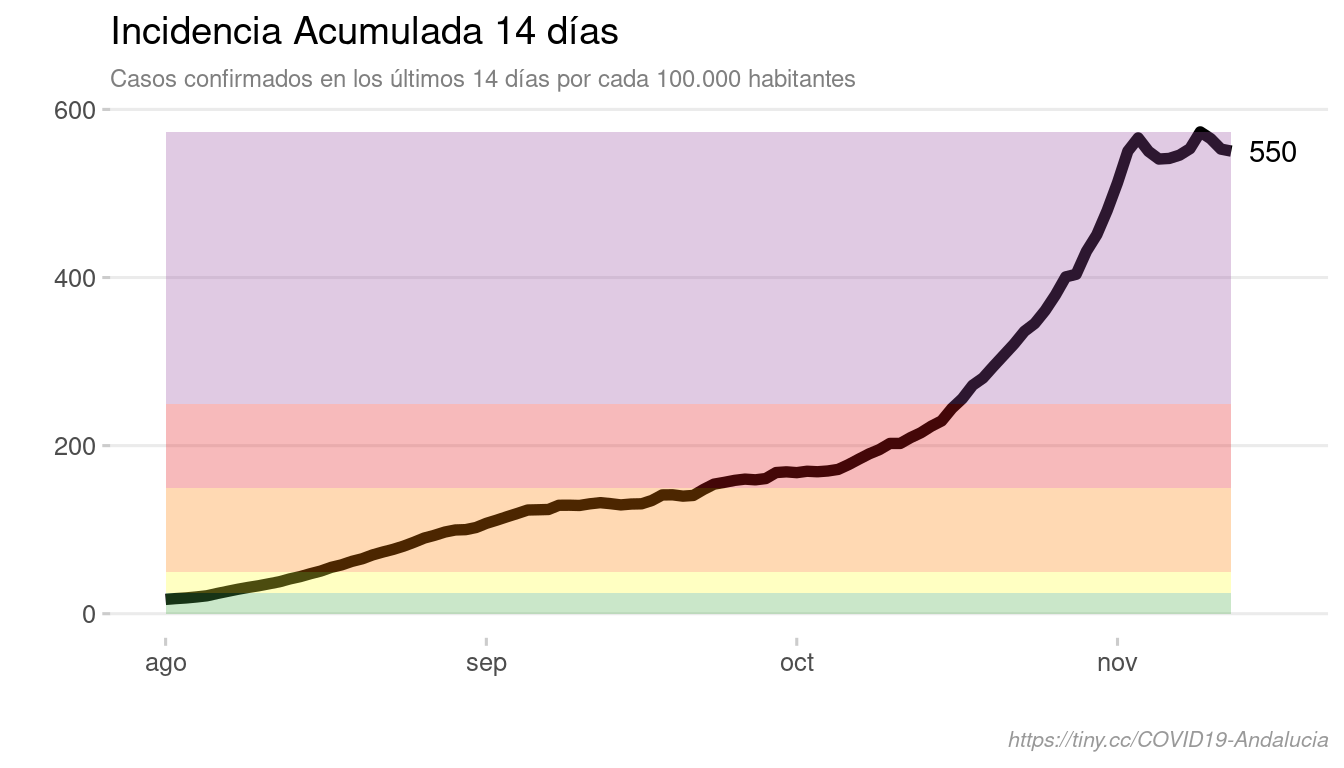 Incidencia Acumulada 14 días
Casos confirmados en los últimos 14 días por cada 100.000 habitantes
600
550
400
200
0
ago sep oct nov
https://tiny.cc/COVID19-Andalucia